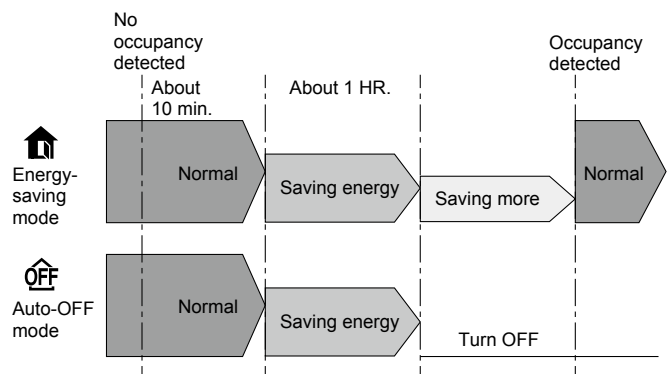 No
occupancy
detected
Occupancy
detected
About
10 min.
About 1 HR.
Energy-
saving
mode
Normal
Saving energy
Saving more
Normal
OFF
Auto-OFF
mode
Normal
Saving energy
Turn OFF